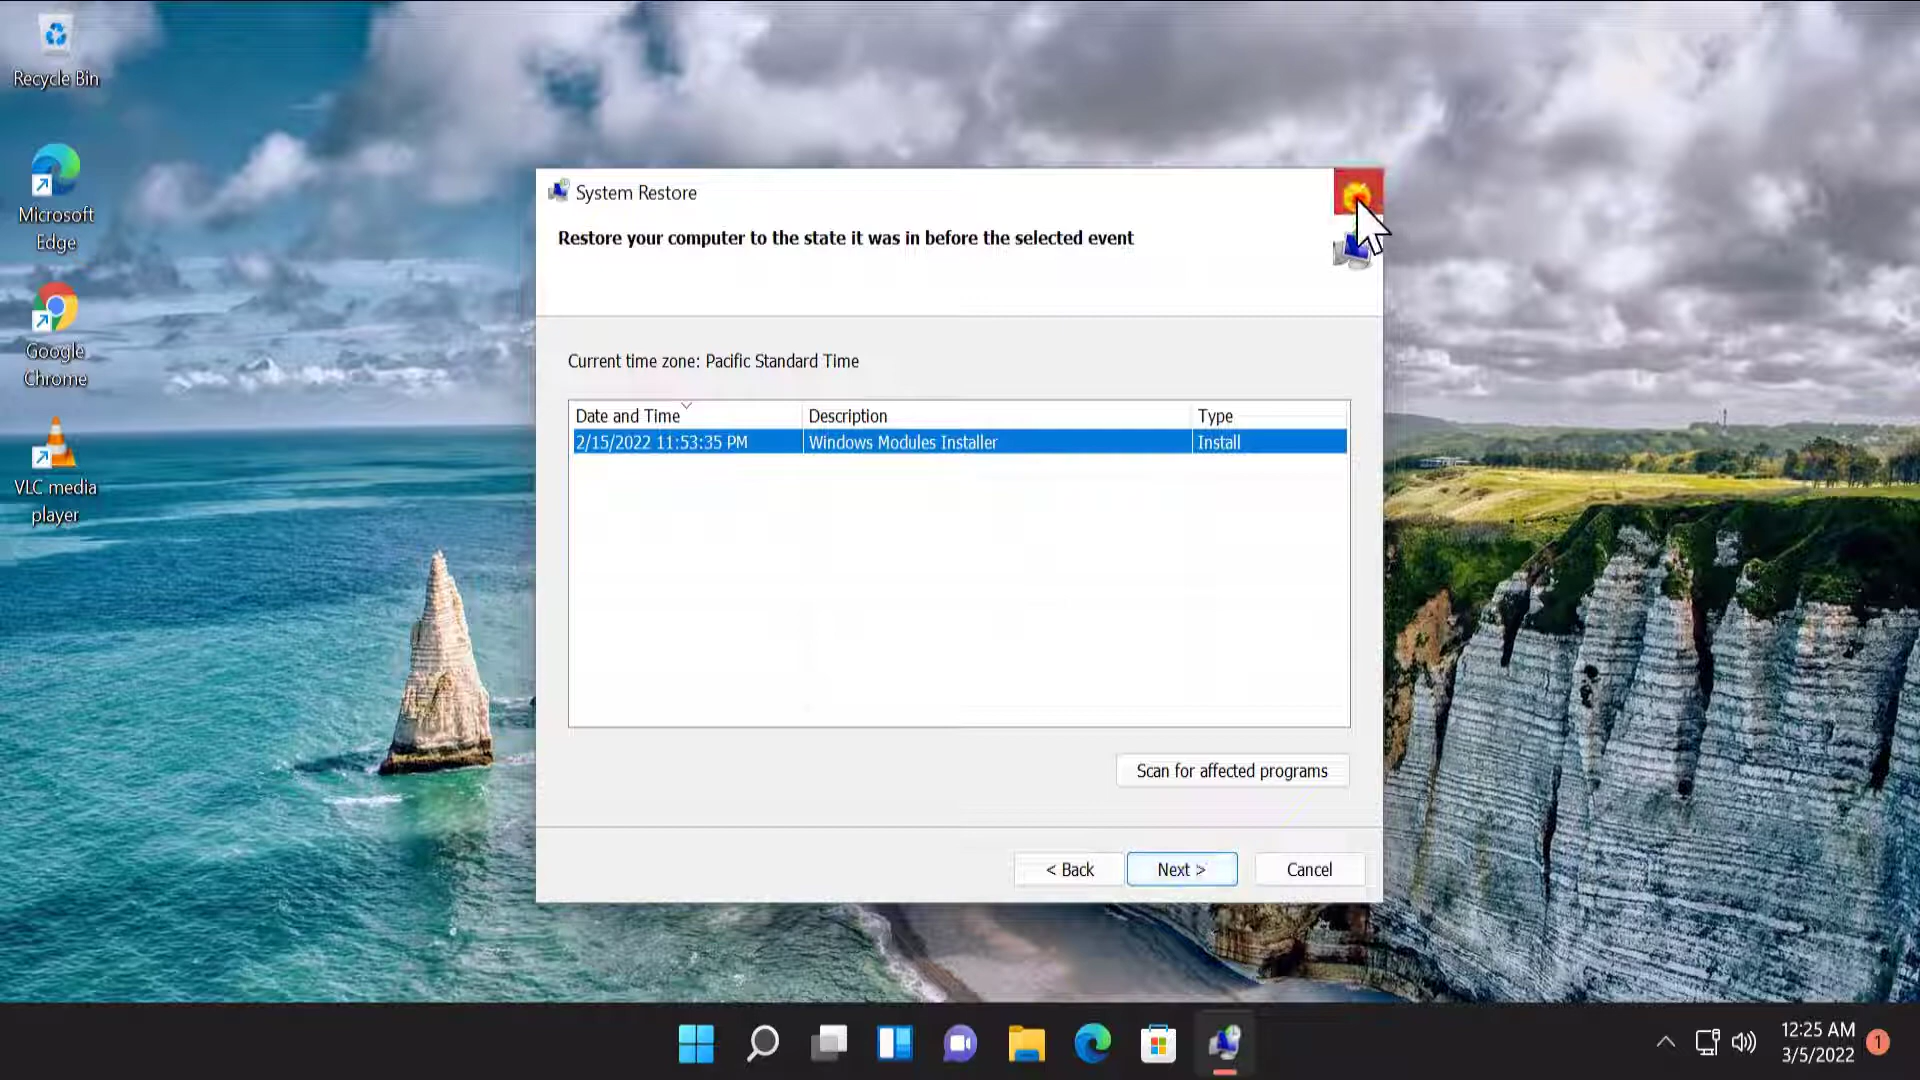 Recycle Bin
Microsoft
Edge
Google
Chrome
VLC media
player
System Restore
Restore your computer to the state it was in before the selected event
Current time zone: Pacific Standard Time
Date and Time Description Type
2/15/2022 11:53:35 PM Windows Modules Installer Install
Scan for affected programs
< Back Next > Cancel
12:25 AM
3/5/2022
1